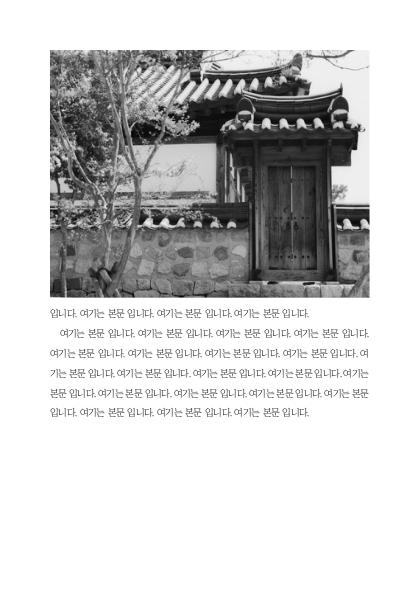 입니다. 여기는 본문 입니다. 여기는 본문 입니다. 여기는 본문 입니다.
여기는 본문 입니다. 여기는 본문 입니다. 여기는 본문 입니다. 여기는 본문 입니다.
여기는 본문 입니다. 여기는 본문 입니다. 여기는 본문 입니다. 여기는 본문 입니다. 여
기는 본문 입니다. 여기는 본문 입니다. 여기는 본문 입니다. 여기는 본문 입니다. 여기는
본문 입니다. 여기는 본문 입니다. 여기는 본문 입니다. 여기는 본문 입니다. 여기는 본문
입니다. 여기는 본문 입니다. 여기는 본문 입니다. 여기는 본문 입니다.